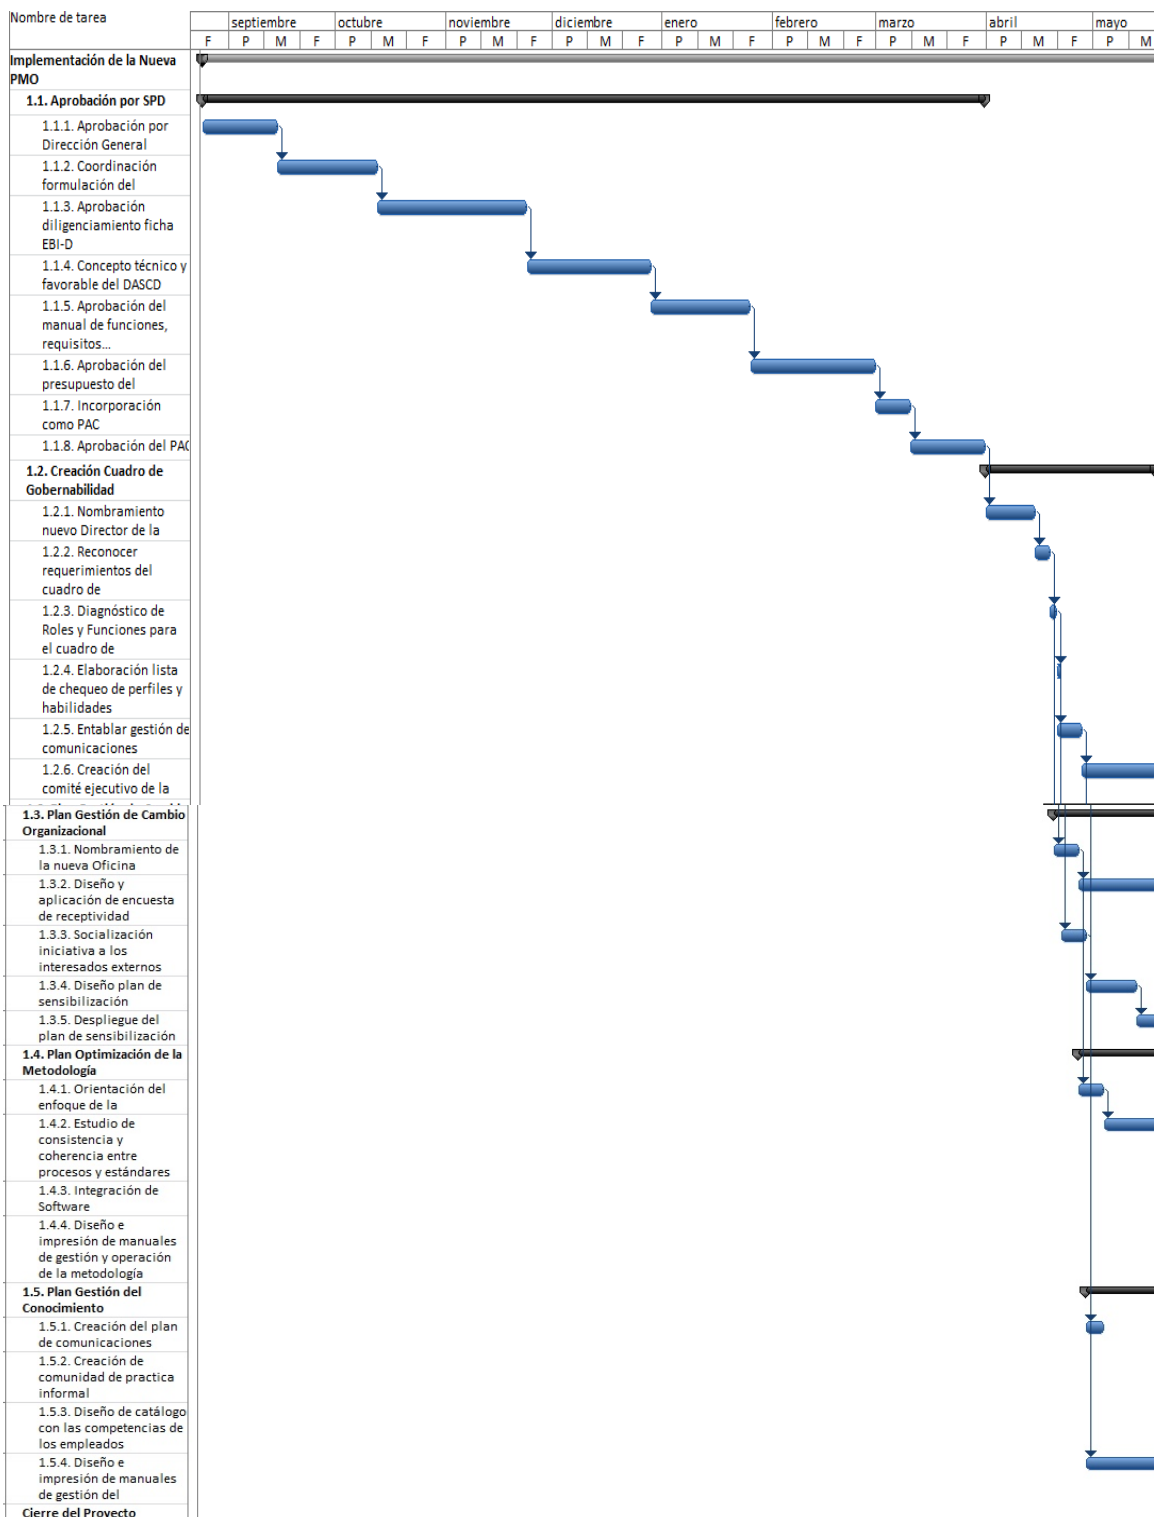 Nombre de tarea
septiembre octubre noviembre diciembre enero febrero marzo abril mayo
F P M F P M F P M F P M F P M F P M F P M F P M F P M
Implementación de la Nueva
PMO
1.1. Aprobación por SPD
1.1.1. Aprobación por
Dirección General
1.1.2. Coordinación
formulación del
1.1.3. Aprobación
diligenciamiento ficha
EBI-D
1.1.4. Concepto técnico y
favorable del DASCD
1.1.5. Aprobación del
manual de funciones,
requisitos...
1.1.6. Aprobación del
presupuesto del
1.1.7. Incorporación
como PAC
1.1.8. Aprobación del PAC
1.2. Creación Cuadro de
Gobernabilidad
1.2.1. Nombramiento
nuevo Director de la
1.2.2. Reconocer
requerimientos del
cuadro de
1.2.3. Diagnóstico de
Roles y Funciones para
el cuadro de
1.2.4. Elaboración lista
de chequeo de perfiles y
habilidades
1.2.5. Entablar gestión de
comunicaciones
1.2.6. Creación del
comité ejecutivo de la
1.3. Plan Gestión de Cambio
Organizacional
1.3.1. Nombramiento de
la nueva Oficina
1.3.2. Diseño y
aplicación de encuesta
de receptividad
1.3.3. Socialización
iniciativa a los
interesados externos
1.3.4. Diseño plan de
sensibilización
1.3.5. Despliegue del
plan de sensibilización
1.4. Plan Optimización de la
Metodología
1.4.1. Orientación del
enfoque de la
1.4.2. Estudio de
consistencia y
coherencia entre
procesos y estándares
1.4.3. Integración de
Software
1.4.4. Diseño e
impresión de manuales
de gestión y operación
de la metodología
1.5. Plan Gestión del
Conocimiento
1.5.1. Creación del plan
de comunicaciones
1.5.2. Creación de
comunidad de practica
informal
1.5.3. Diseño de catálogo
con las competencias de
los empleados
1.5.4. Diseño e
impresión de manuales
de gestión del
Cierre del Proyecto